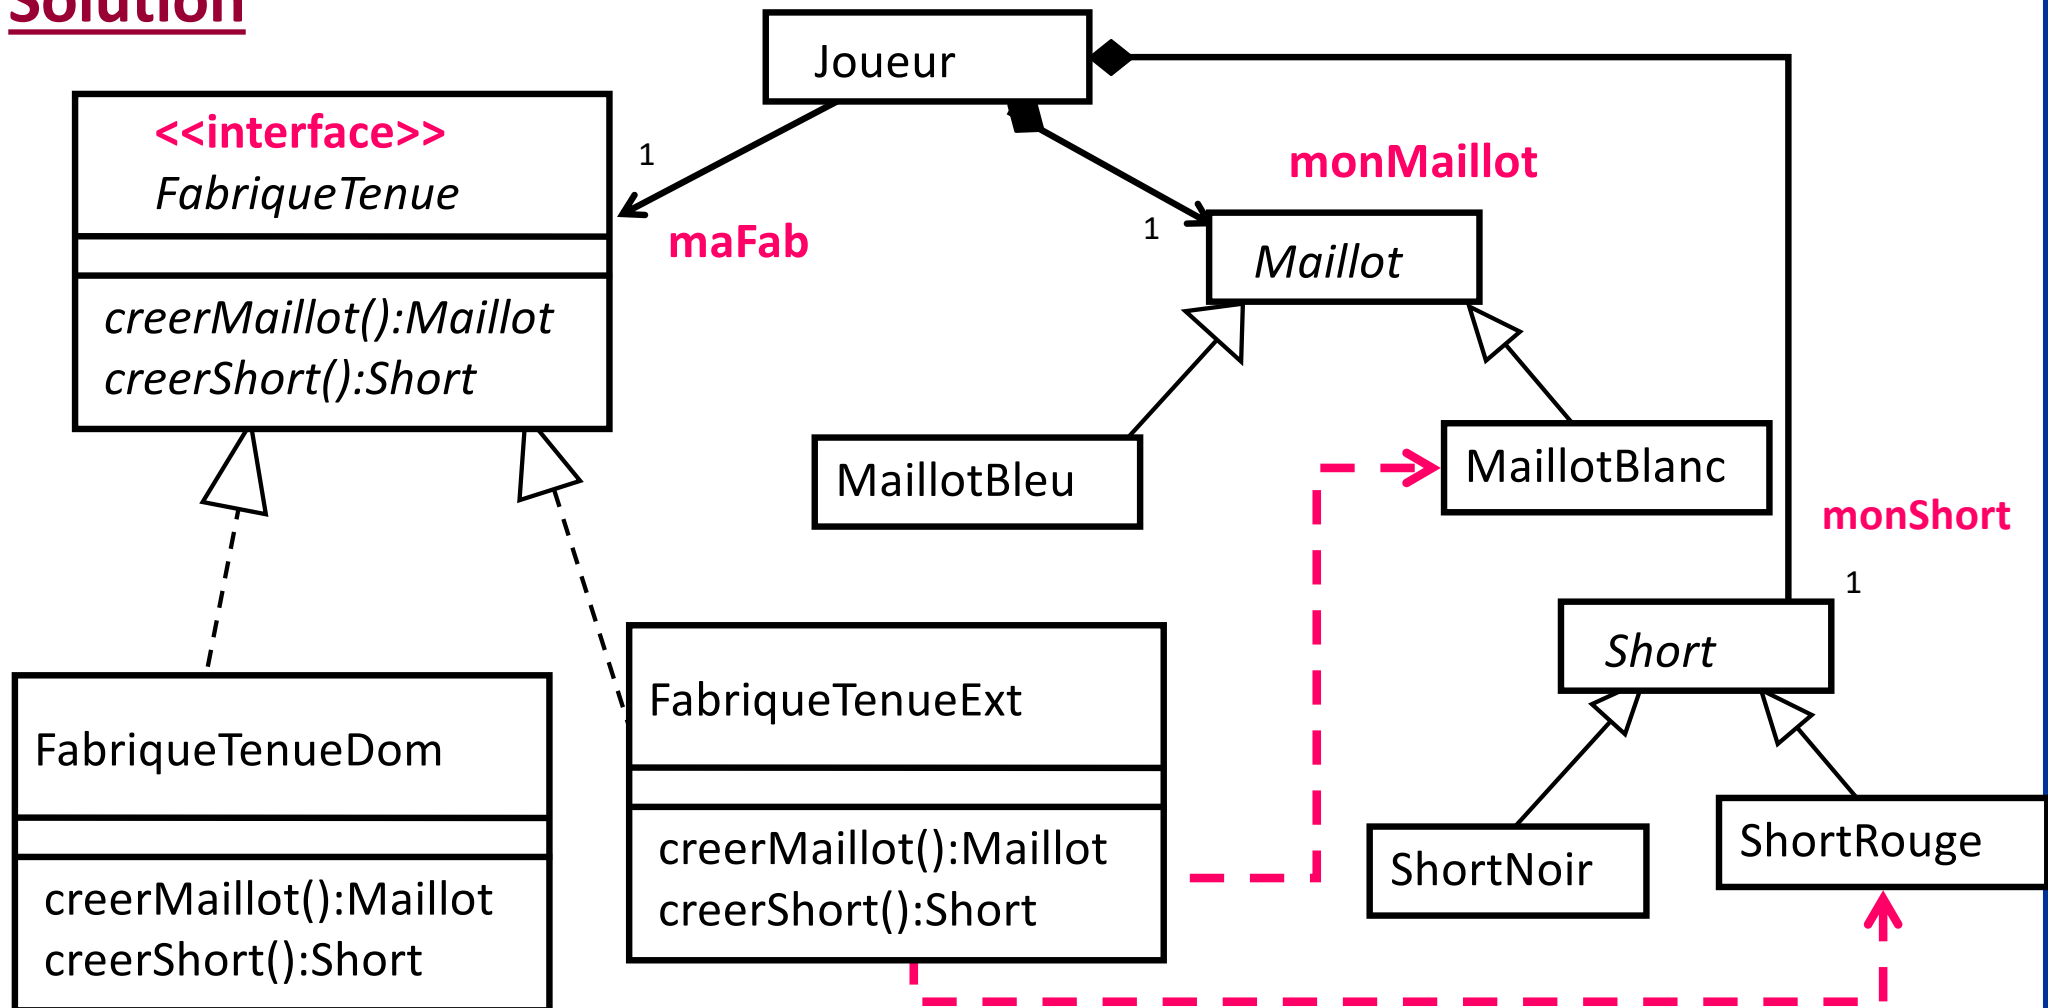 Solution
Joueur
<<interface>>
FabriqueTenue
creerMaillot():Maillot
creerShort():Short
1
maFab
monMaillot
1
Maillot
MaillotBleu
MaillotBlanc
monShort
1
Short
FabriqueTenueExt
creerMaillot():Maillot
creerShort():Short
FabriqueTenueDom
creerMaillot():Maillot
creerShort():Short
ShortNoir
ShortRouge